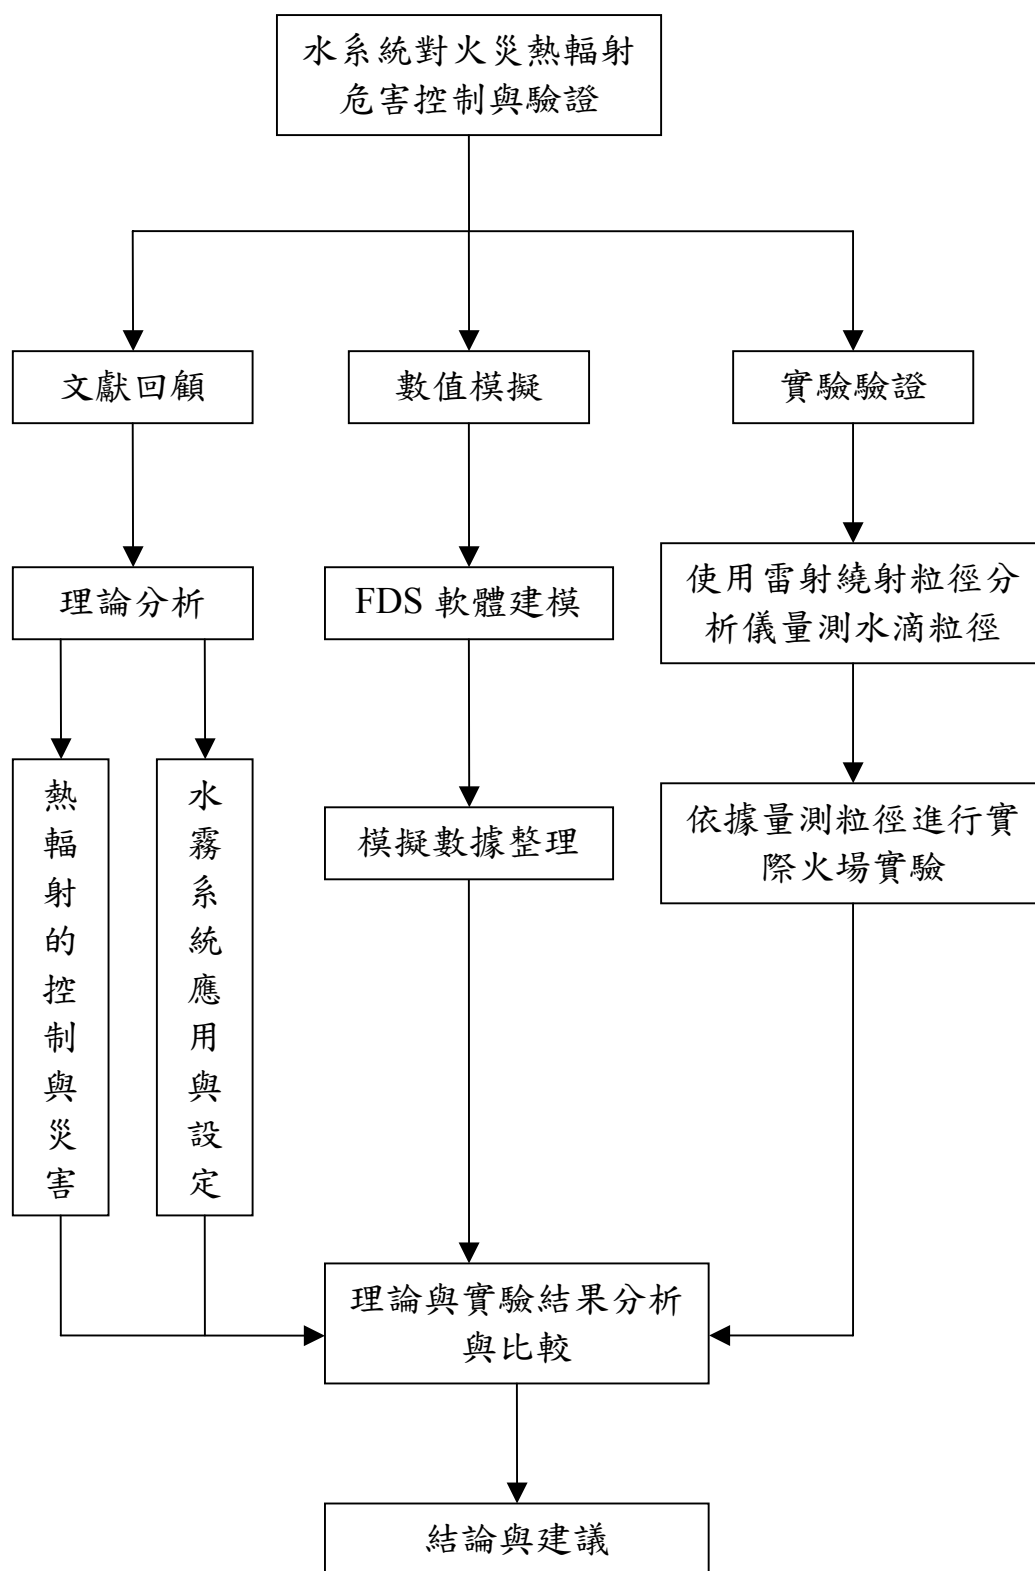 水系統對火災熱輻射
危害控制與驗證
文獻回顧
數值模擬
實驗驗證
理論分析
FDS 軟體建模
使用雷射繞射粒徑分
析儀量測水滴粒徑
熱輻射的控制與災害
水霧系統應用與設定
模擬數據整理
依據量測粒徑進行實
際火場實驗
理論與實驗結果分析
與比較
結論與建議